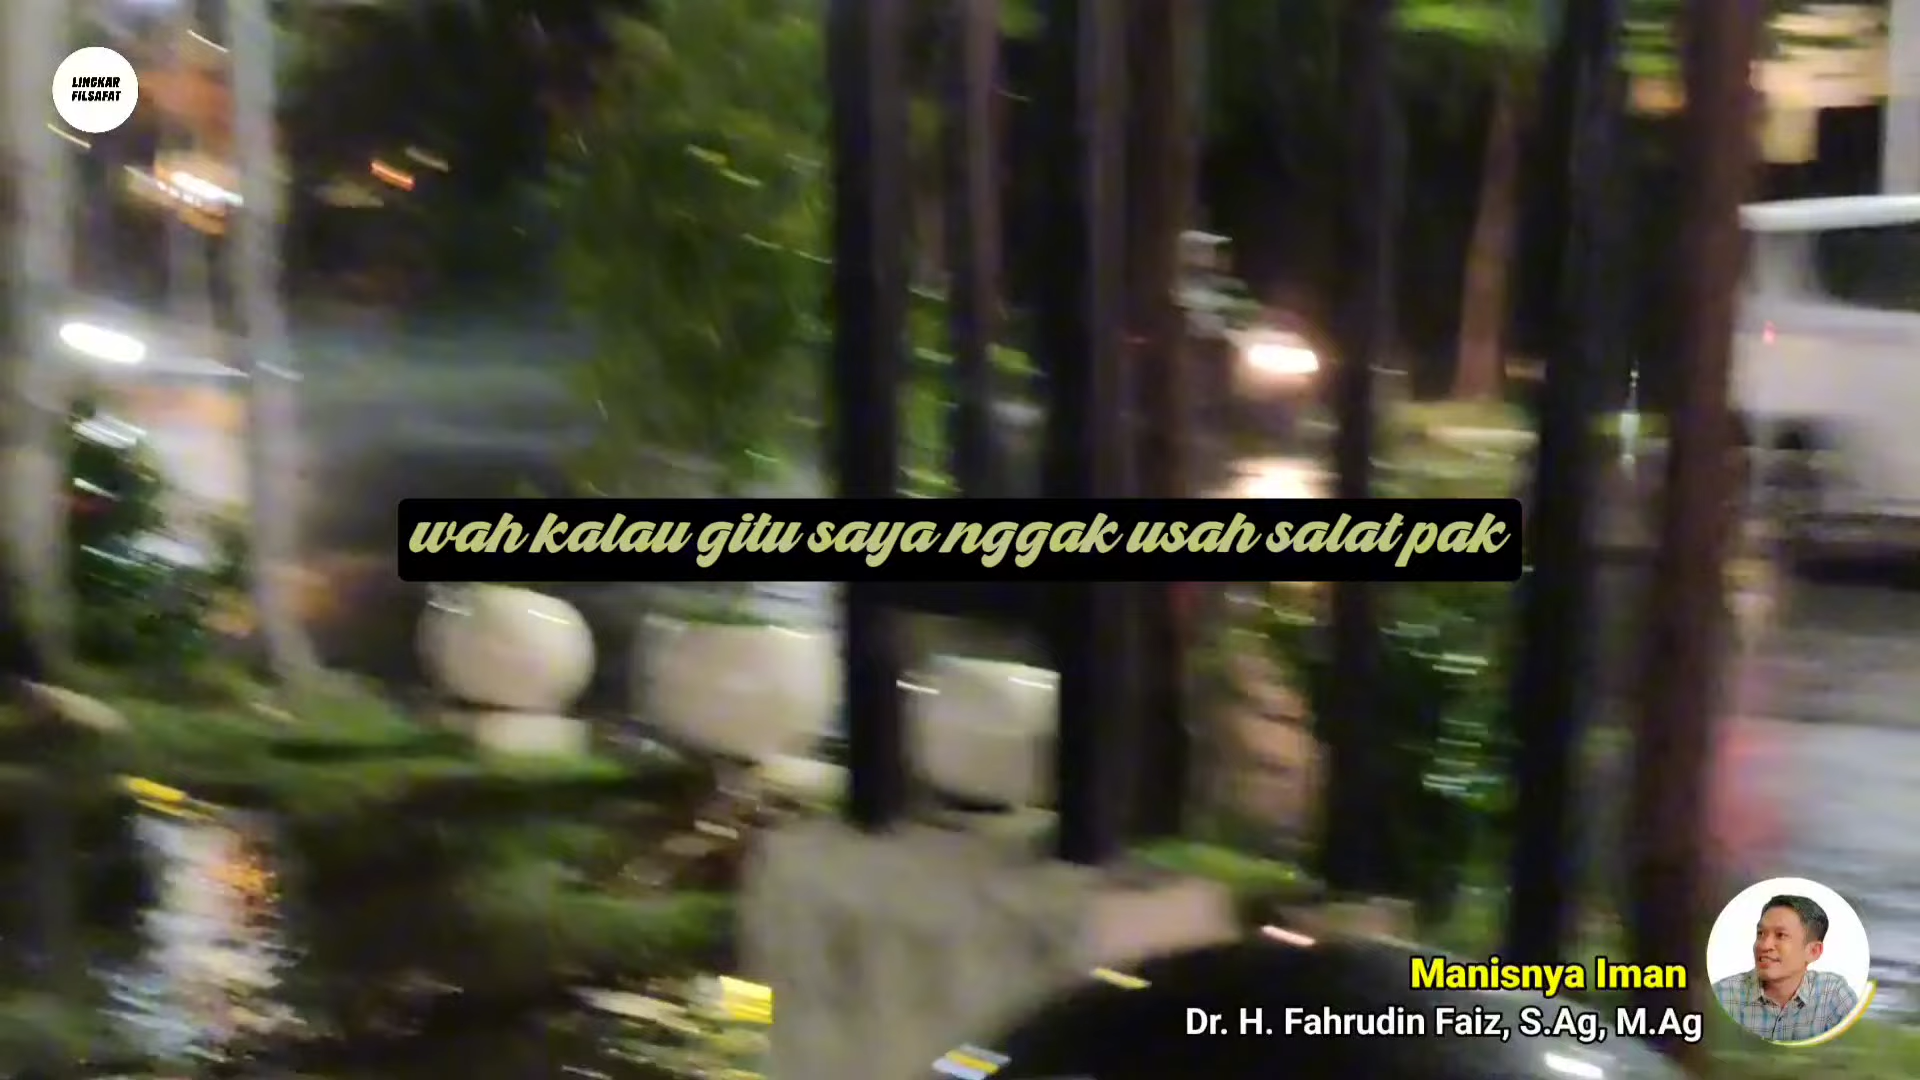 LINGKAR
FILSAFAT
wah kalau gitu saya nggak usah salat pak
Manisnya Iman
Dr. H. Fahrudin Faiz, S.Ag, M.Ag